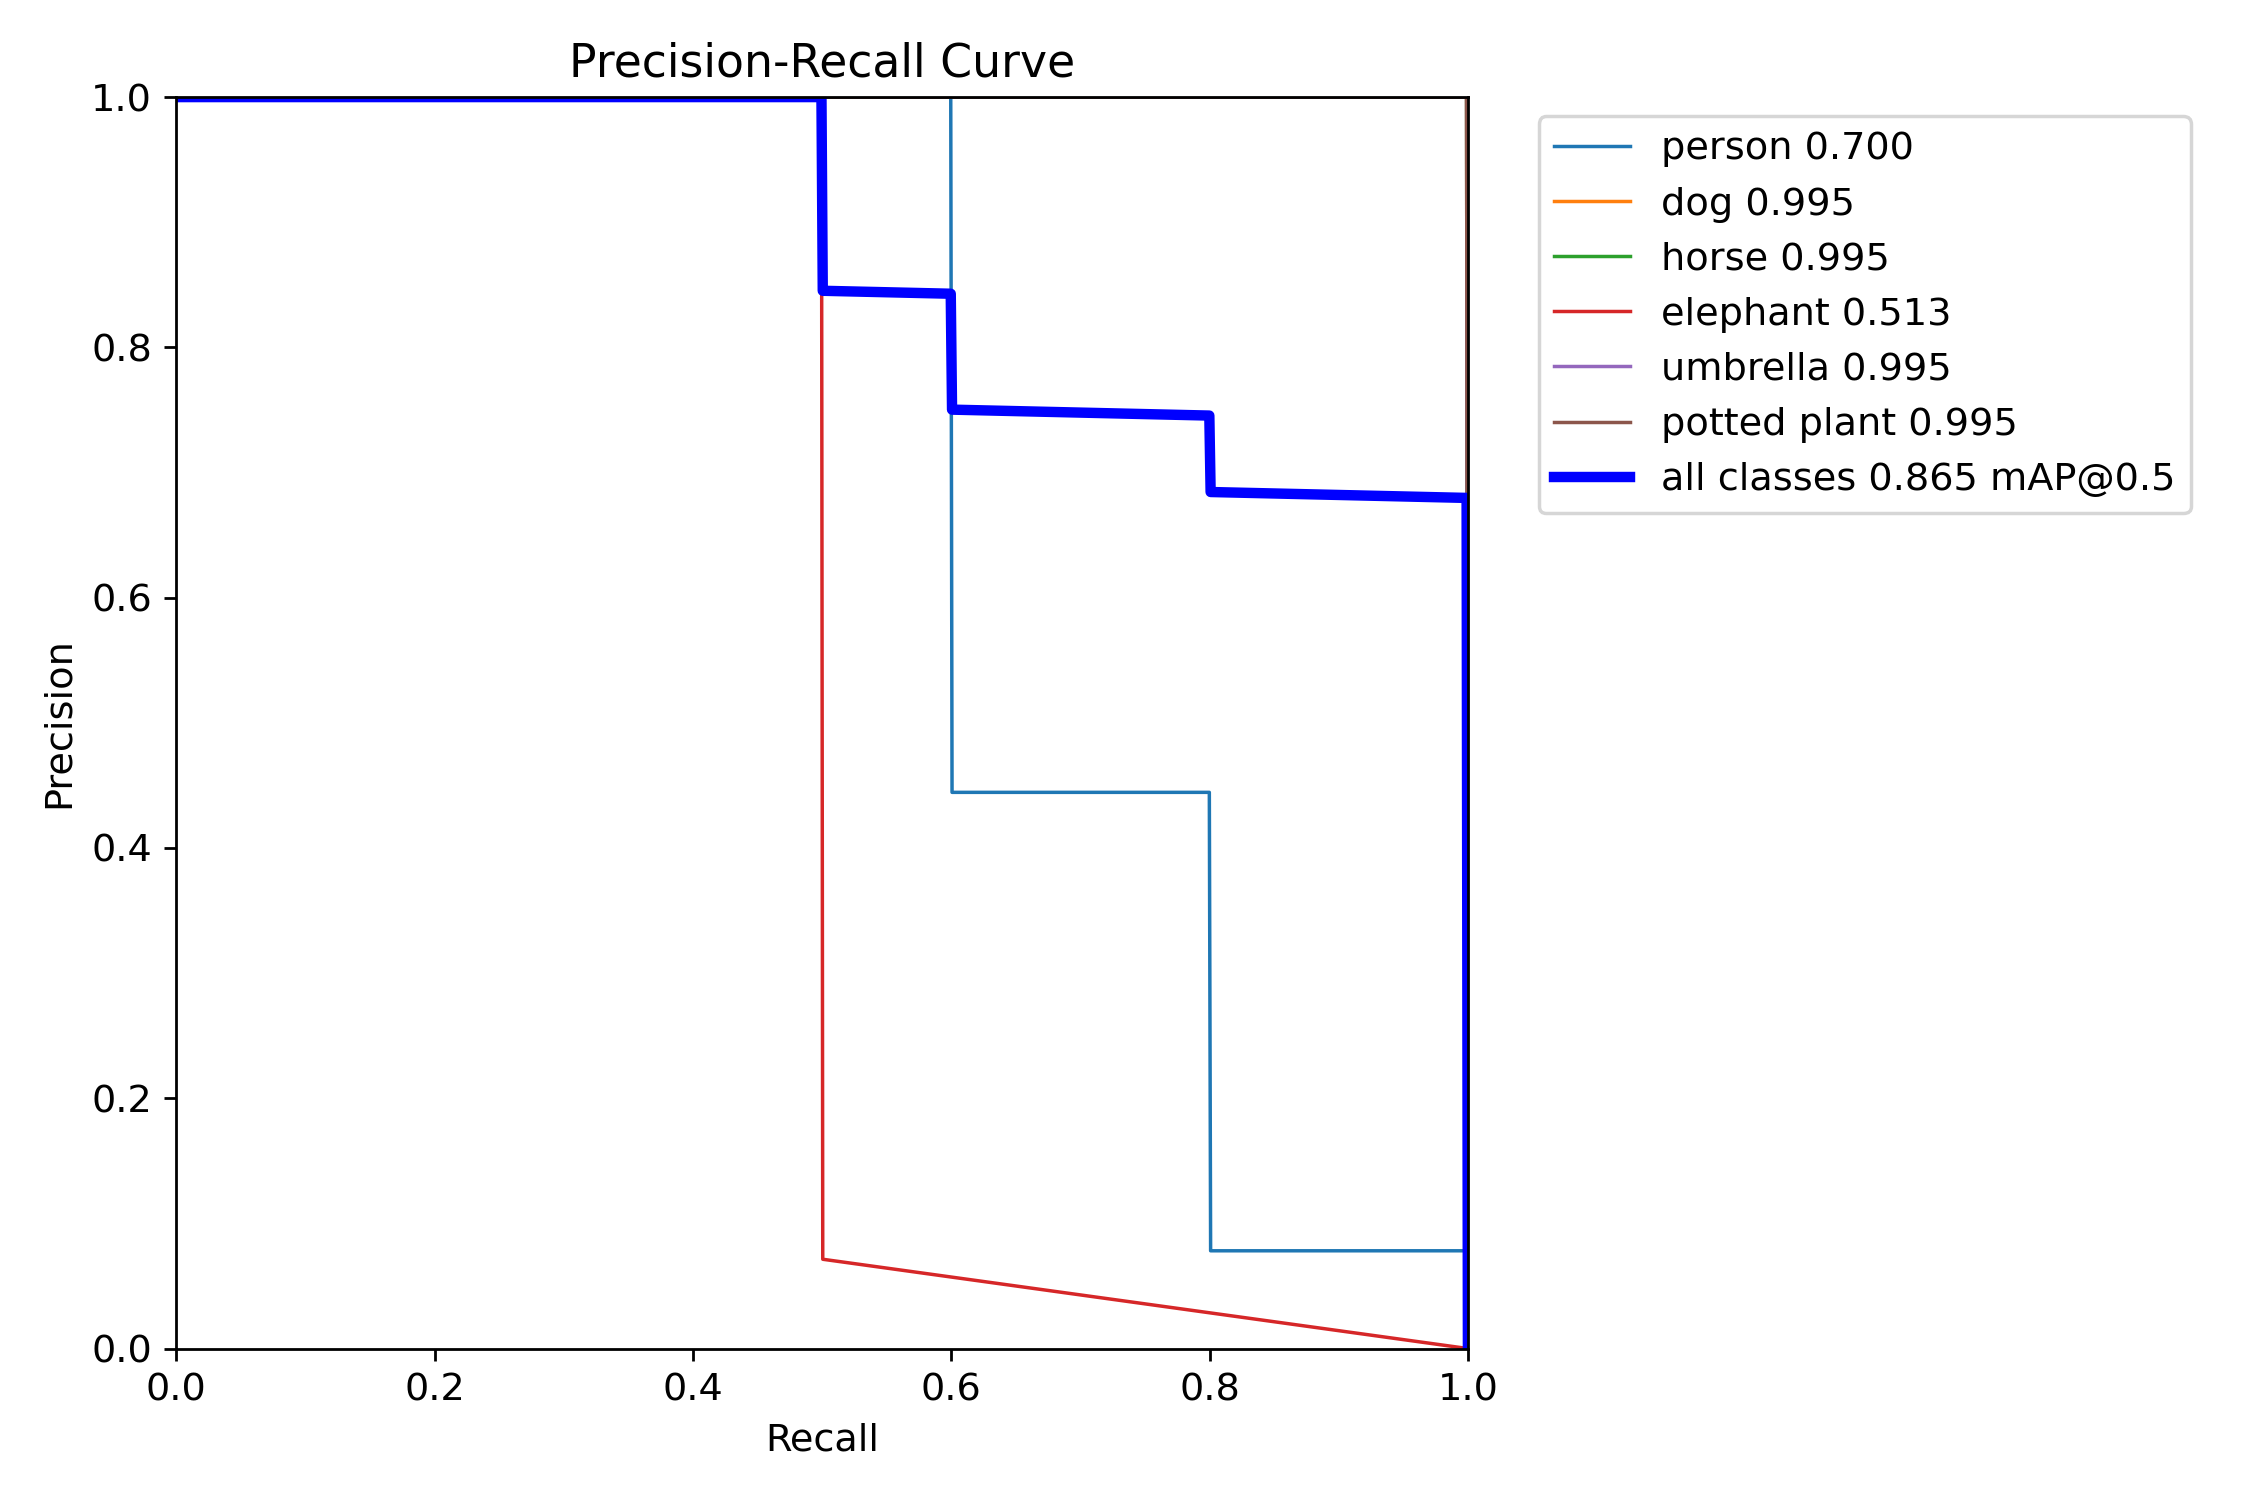 Precision-Recall Curve
1.0
0.8
0.6
0.4
0.2
0.0
Precision
0.0 0.2 0.4 0.6 0.8 1.0
Recall
person 0.700
dog 0.995
horse 0.995
elephant 0.513
umbrella 0.995
potted plant 0.995
all classes 0.865 mAP@0.5